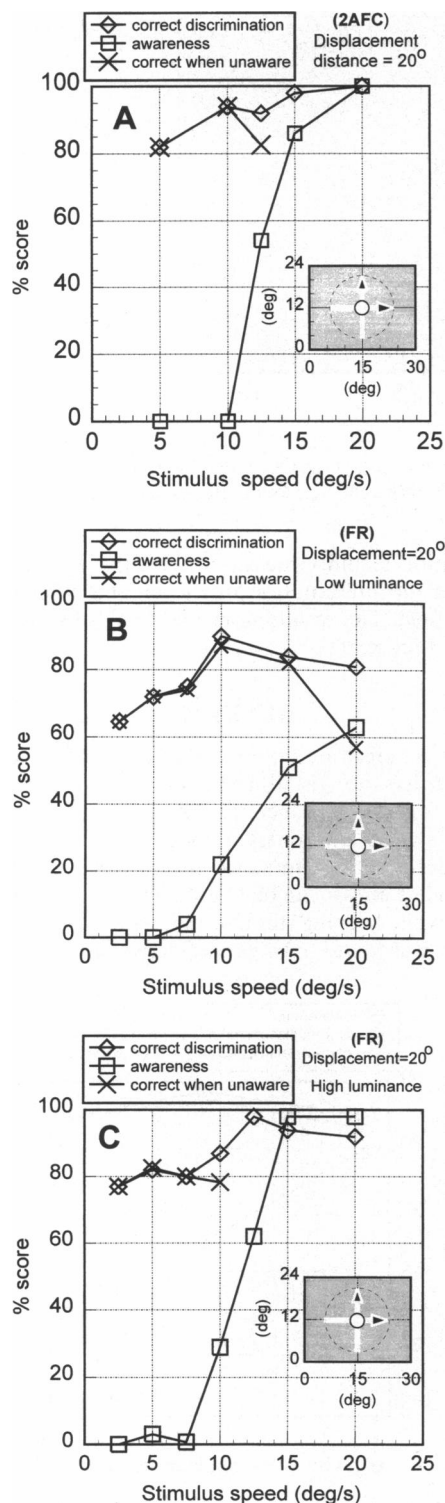 correct discrimination
awareness
correct when unaware
(2AFC)
Displacement
distance = 20°
A
% score
100
80
60
40
20
0
0 5 10 15 20 25
Stimulus speed (deg/s)
24
12
0
(deg)
0 15 30
(deg)
correct discrimination
awareness
correct when unaware
(FR)
Displacement=20°
Low luminance
B
% score
100
80
60
40
20
0
0 5 10 15 20 25
Stimulus speed (deg/s)
24
12
0
0 15 30
(deg)
correct discrimination
awareness
correct when unaware
(FR)
Displacement=20°
High luminance
C
% score
100
80
60
40
20
0
0 5 10 15 20 25
Stimulus speed (deg/s)
24
12
0
(deg)
0 15 30
(deg)